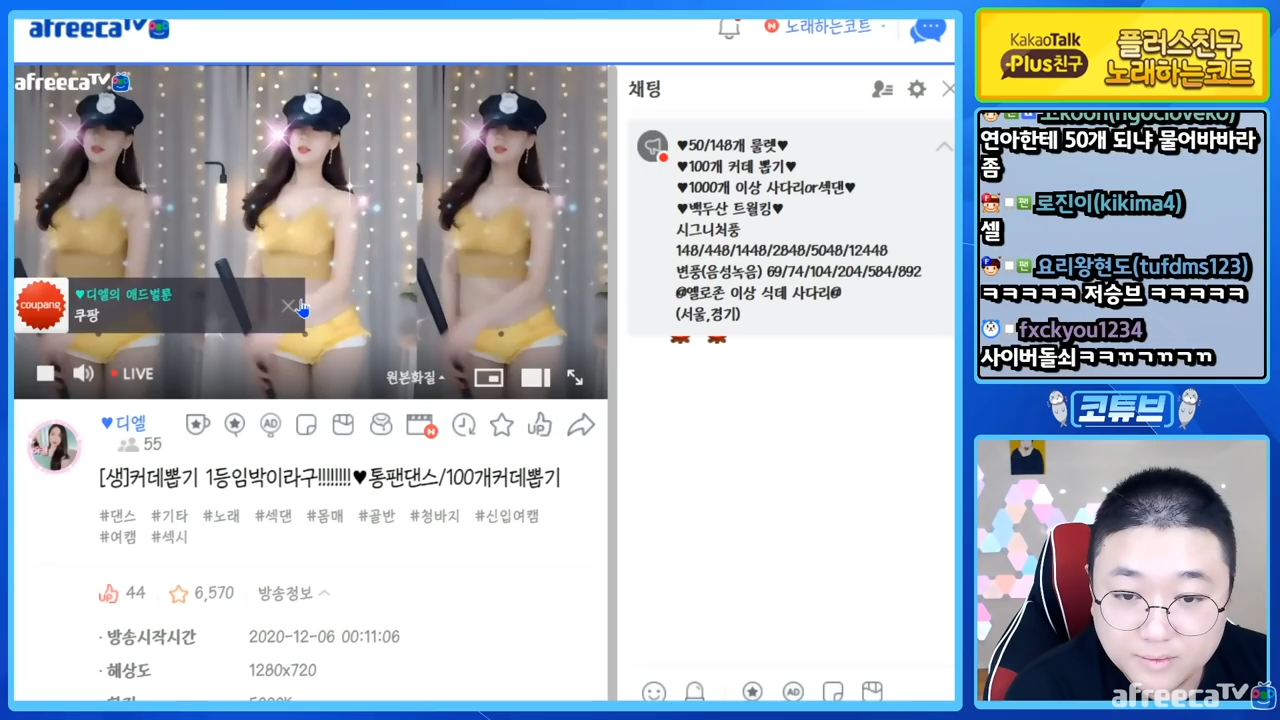 afreecaTV
노래하는코트
afreecaTV
♥디엘의 애드벌룬
쿠팡
coupang
LIVE
원본화질
♥디엘
55
[생]커데뽑기 1등임박이라구!!!!!!!!♥통팬댄스/100개커데뽑기
#댄스 #기타 #노래 #섹댄 #몸매 #골반 #청바지 #신입여캠
#여캠 #섹시
UP 44 6,570 방송정보
· 방송시작시간 2020-12-06 00:11:06
· 해상도 1280x720
채팅
♥50/148개 룰렛♥
♥100개 커데 뽑기♥
♥1000개 이상 사다리or섹댄♥
♥백두산 트월킹♥
시그니처풍
148/448/1448/2848/5048/12448
변풍(음성녹음) 69/74/104/204/584/892
@엘로존 이상 식데 사다리@
(서울,경기)
KakaoTalk
Plus친구
플러스친구
노래하는코트
연아한테 50개 되냐 물어바바라
좀
팬 로진이(kikima4)
셀
팬 요리왕현도(tufdms123)
ㅋㅋㅋㅋㅋ 저승브 ㅋㅋㅋㅋㅋ
fxckyou1234
사이버돌쇠ㅋㅋㄲㄱㄲㄱㄲ
코튜브
afreecaTV